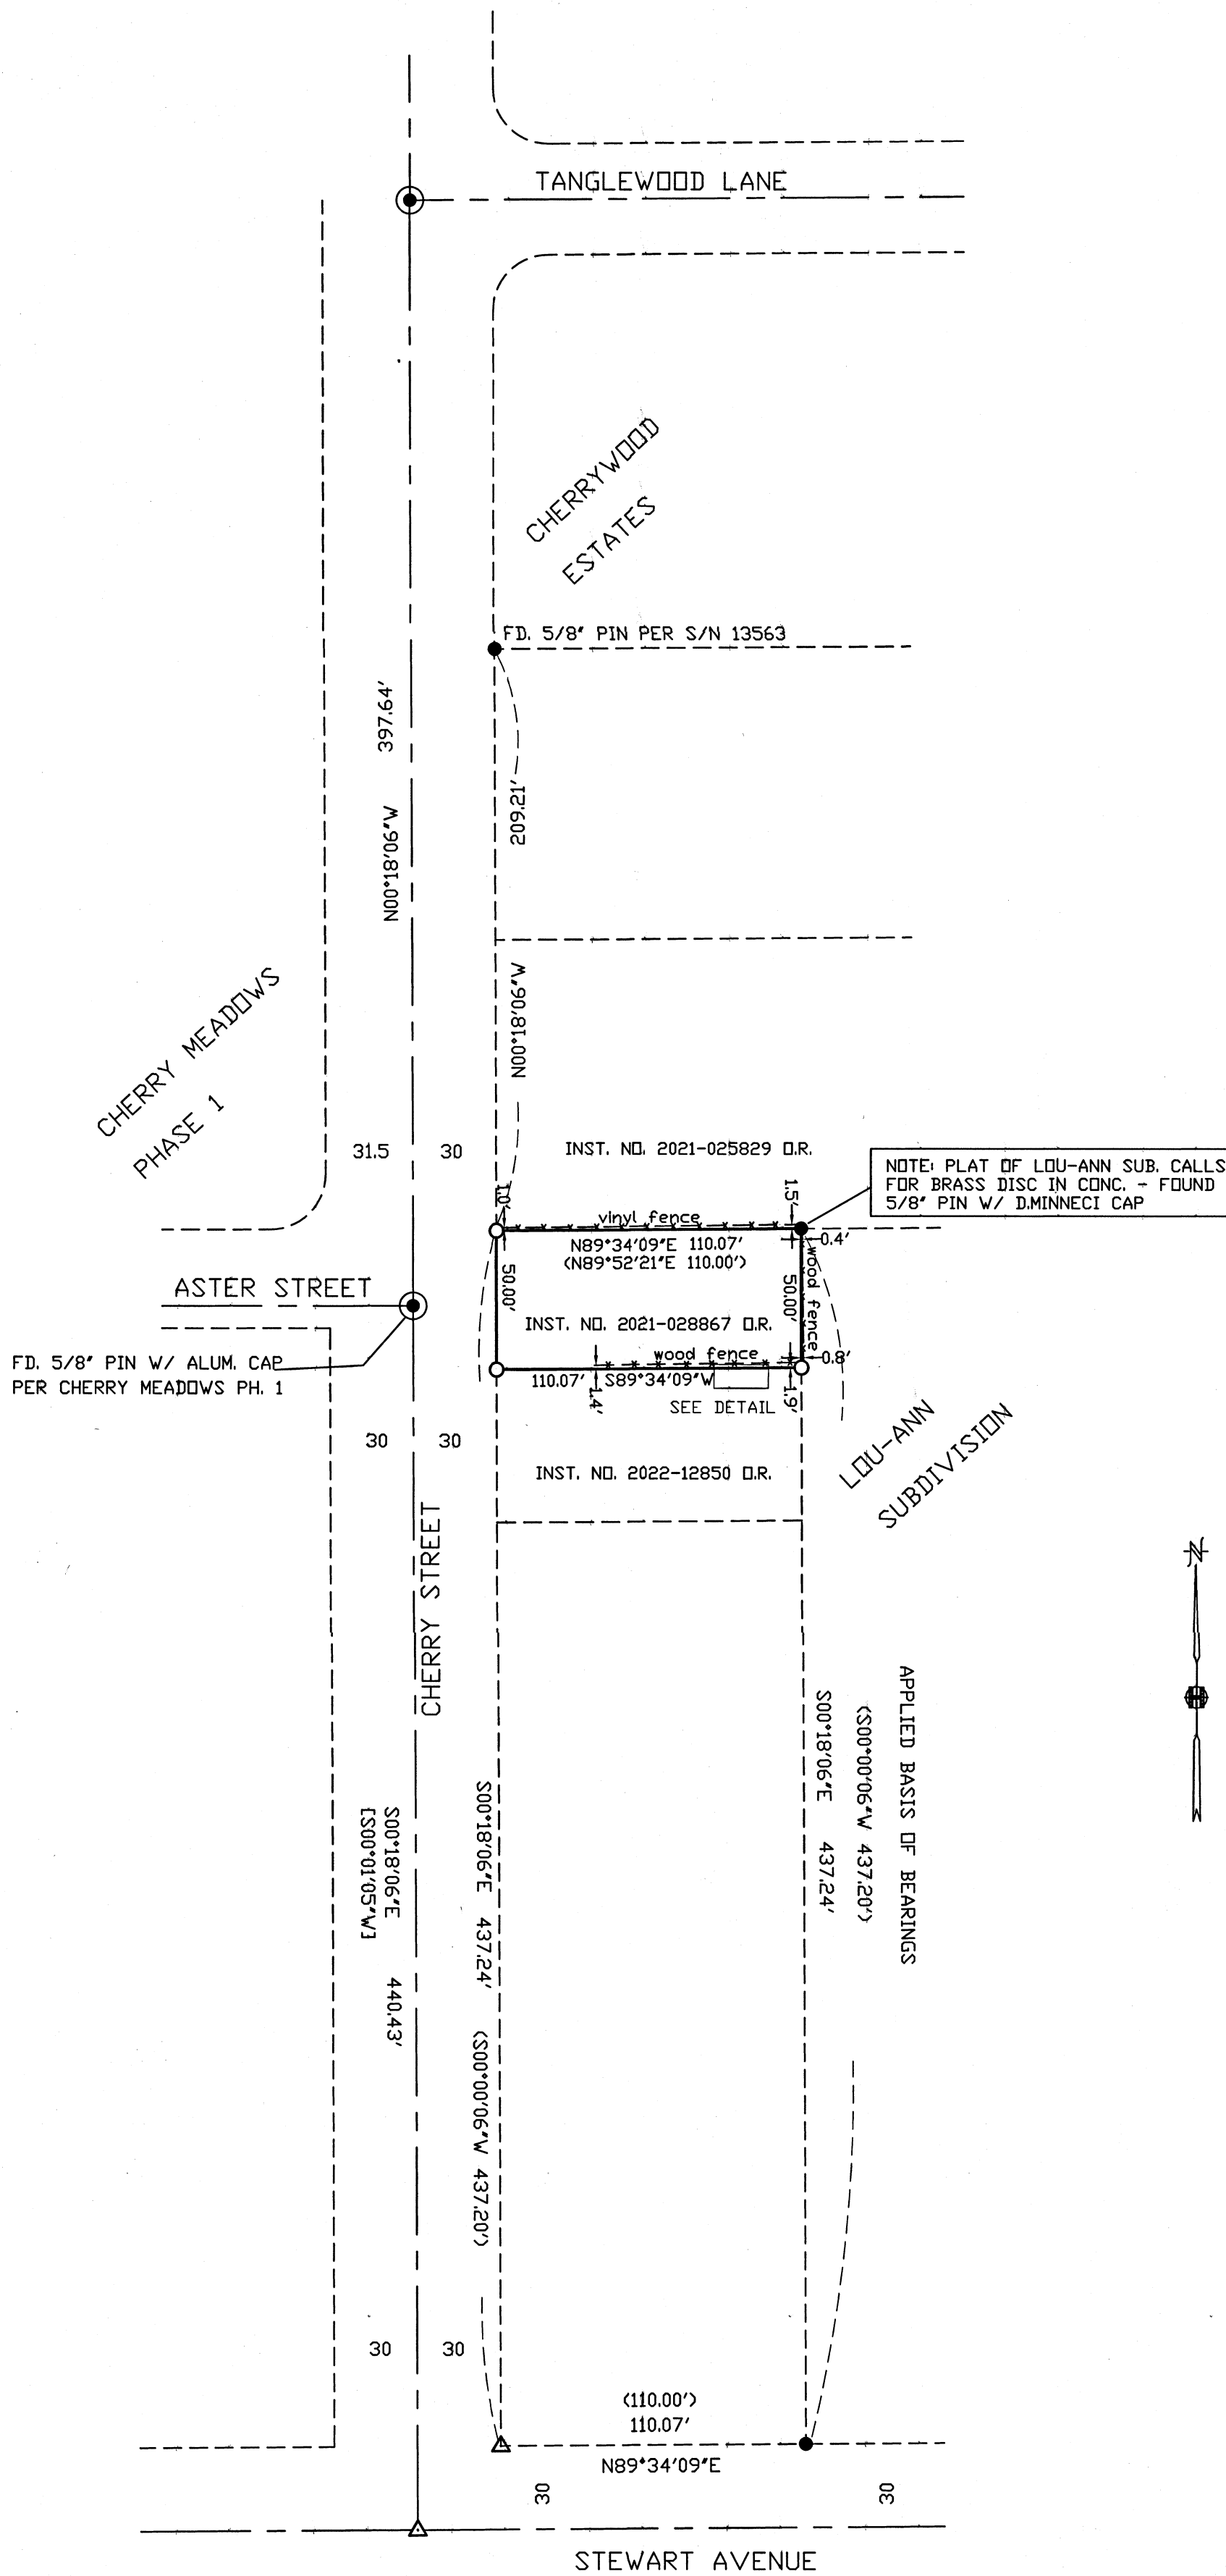 TANGLEWOOD LANE
CHERRYWOOD
ESTATES
FD. 5/8" PIN PER S/N 13563
N00°18'06"W 397.64'
209.21'
N00°18'06"W
CHERRY MEADOWS
PHASE 1
31.5
30
INST. NO. 2021-025829 O.R.
NOTE: PLAT OF LOU-ANN SUB. CALLS
FOR BRASS DISC IN CONC. - FOUND
5/8" PIN W/ D.MINNECI CAP
1.0'
1.5'
vinyl fence
N89°34'09"E 110.07'
(N89°52'21"E 110.00')
0.4'
wood fence
50.00'
50.00'
ASTER STREET
INST. NO. 2021-028867 O.R.
wood fence
0.8'
FD. 5/8" PIN W/ ALUM. CAP
PER CHERRY MEADOWS PH. 1
110.07' S89°34'09"W
1.4'
1.9'
SEE DETAIL
30
30
LOU-ANN
SUBDIVISION
INST. NO. 2022-12850 O.R.
CHERRY STREET
N
APPLIED BASIS OF BEARINGS
(S00°00'06"W 437.20')
S00°18'06"E 437.24'
S00°18'06"E 437.24' (S00°00'06"W 437.20')
S00°18'06"E 440.43'
[S00°01'05"W]
30
30
(110.00')
110.07'
N89°34'09"E
30
30
STEWART AVENUE